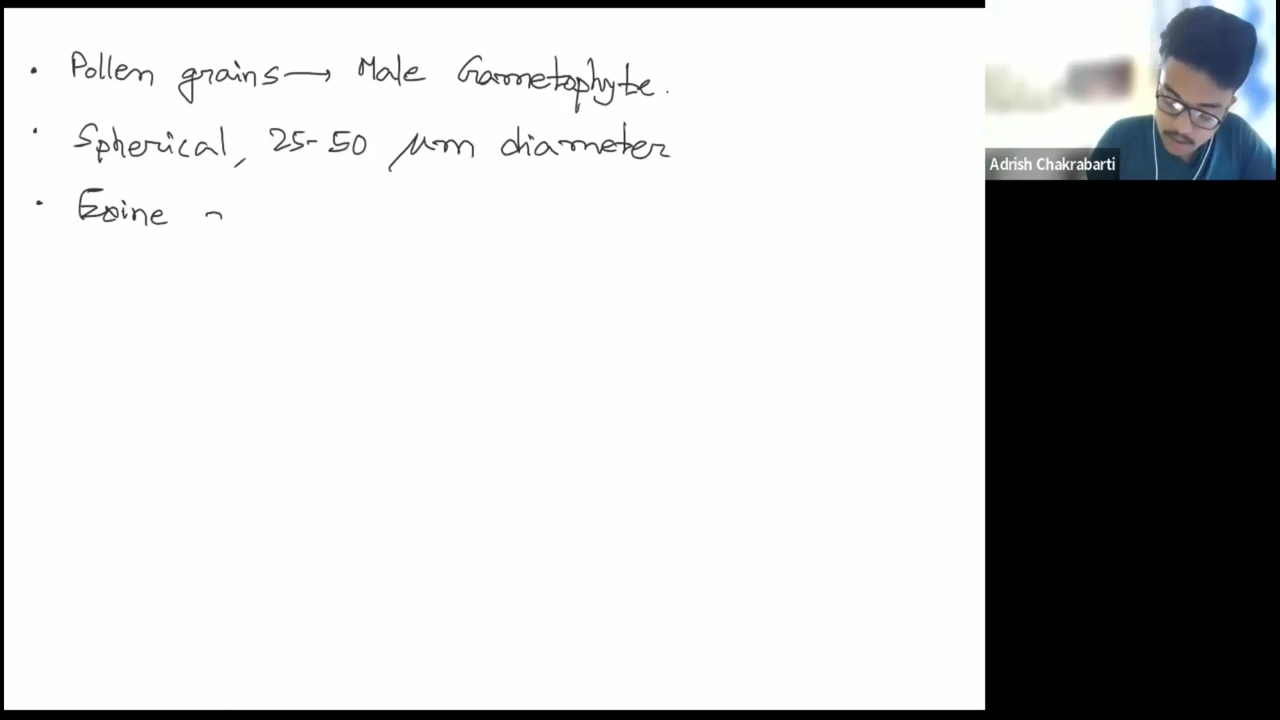 • Pollen grains → Male Gametophyte.
• Spherical, 25-50 μm diameter
• Exine
Adrish Chakrabarti